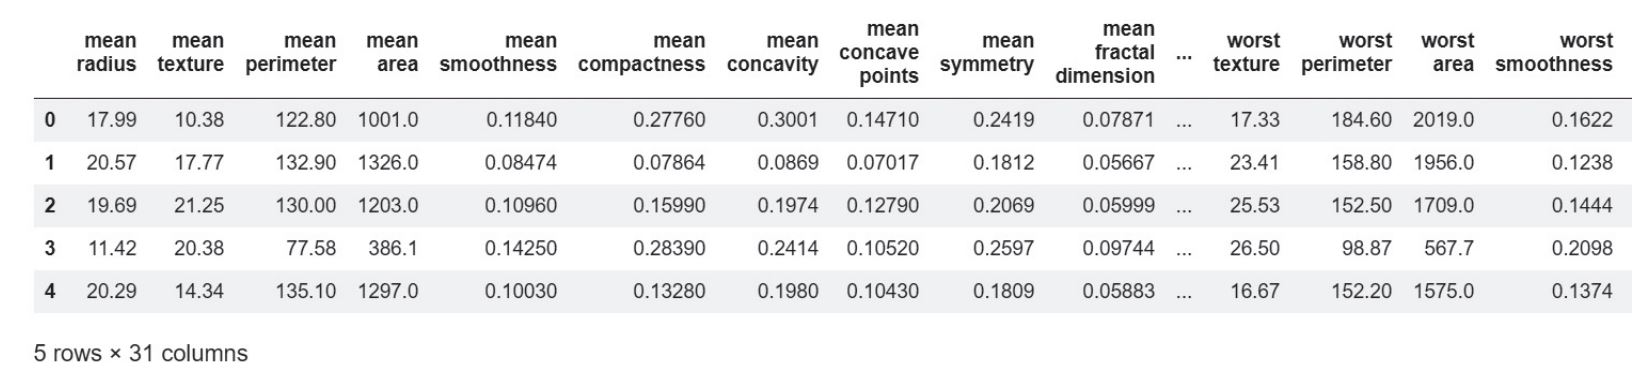 mean radius mean texture mean perimeter mean area mean smoothness mean compactness mean concavity mean concave points mean symmetry mean fractal dimension ... worst texture worst perimeter worst area worst smoothness
0 17.99 10.38 122.80 1001.0 0.11840 0.27760 0.3001 0.14710 0.2419 0.07871 ... 17.33 184.60 2019.0 0.1622
1 20.57 17.77 132.90 1326.0 0.08474 0.07864 0.0869 0.07017 0.1812 0.05667 ... 23.41 158.80 1956.0 0.1238
2 19.69 21.25 130.00 1203.0 0.10960 0.15990 0.1974 0.12790 0.2069 0.05999 ... 25.53 152.50 1709.0 0.1444
3 11.42 20.38 77.58 386.1 0.14250 0.28390 0.2414 0.10520 0.2597 0.09744 ... 26.50 98.87 567.7 0.2098
4 20.29 14.34 135.10 1297.0 0.10030 0.13280 0.1980 0.10430 0.1809 0.05883 ... 16.67 152.20 1575.0 0.1374
5 rows × 31 columns